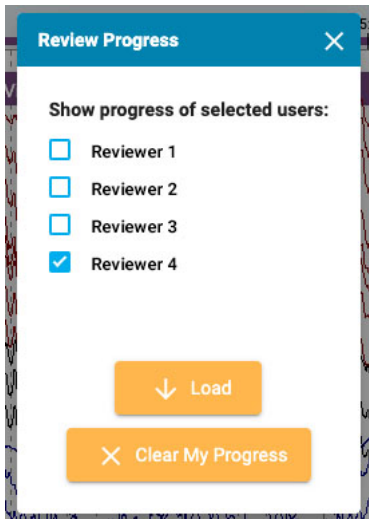 Review Progress
Show progress of selected users:
Reviewer 1
Reviewer 2
Reviewer 3
Reviewer 4
Load
Clear My Progress